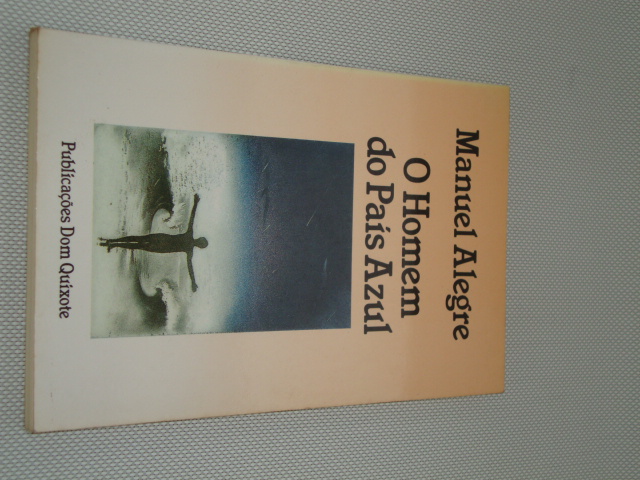 Manuel Alegre
O Homem
do País Azul
Publicações Dom Quixote